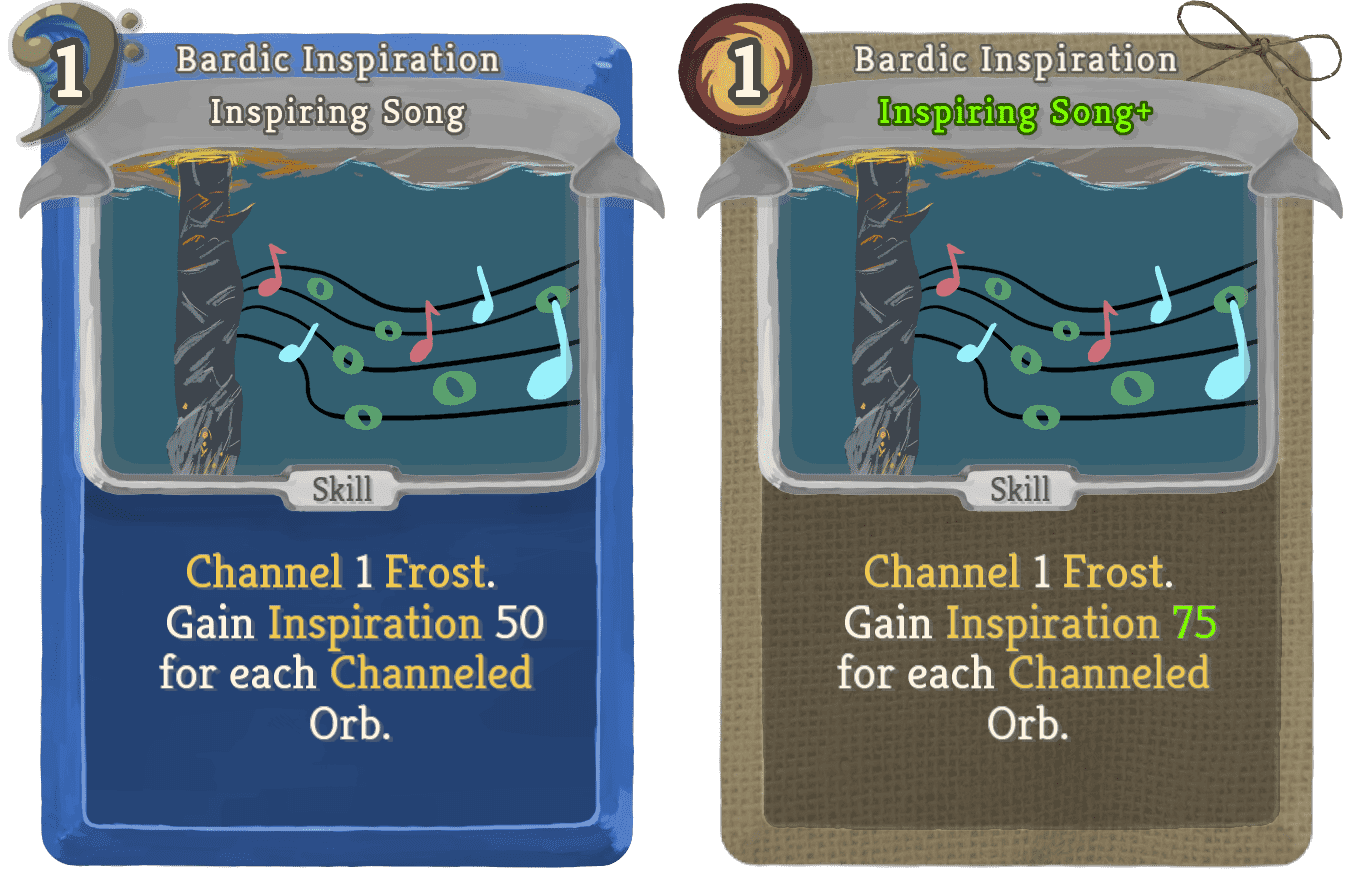 1
Bardic Inspiration
Inspiring Song
Skill
Channel 1 Frost.
Gain Inspiration 50
for each Channeled
Orb.
1
Bardic Inspiration
Inspiring Song+
Skill
Channel 1 Frost.
Gain Inspiration 75
for each Channeled
Orb.